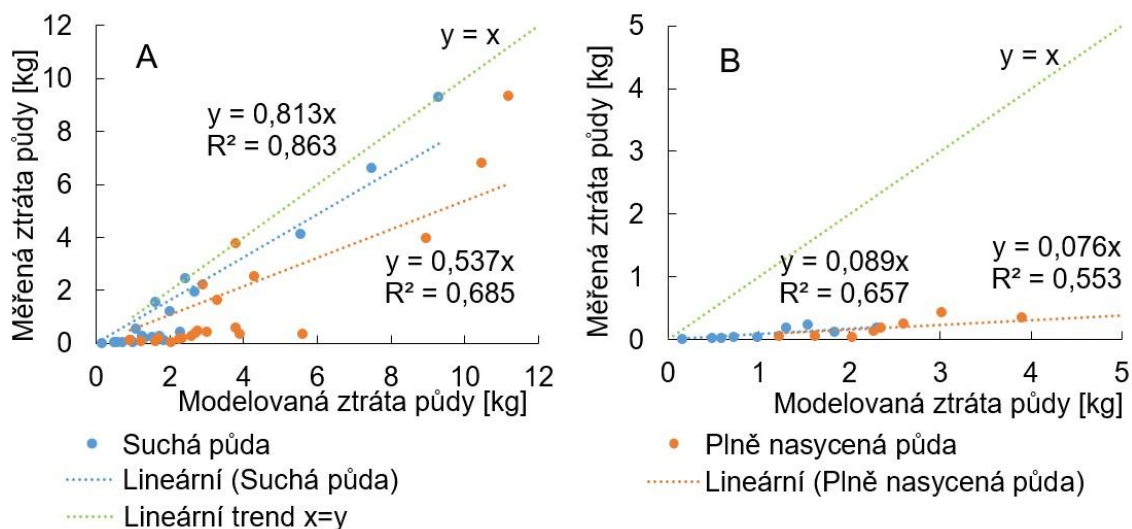 A
Měřená ztráta půdy [kg]
12
10
8
6
4
2
0
y = x
y = 0,813x
R² = 0,863
y = 0,537x
R² = 0,685
0 2 4 6 8 10 12
Modelovaná ztráta půdy [kg]
B
Měřená ztráta půdy [kg]
5
4
3
2
1
0
y = x
y = 0,089x
R² = 0,657
y = 0,076x
R² = 0,553
0 1 2 3 4 5
Modelovaná ztráta půdy [kg]
Suchá půda
Lineární (Suchá půda)
Lineární trend x=y
Plně nasycená půda
Lineární (Plně nasycená půda)